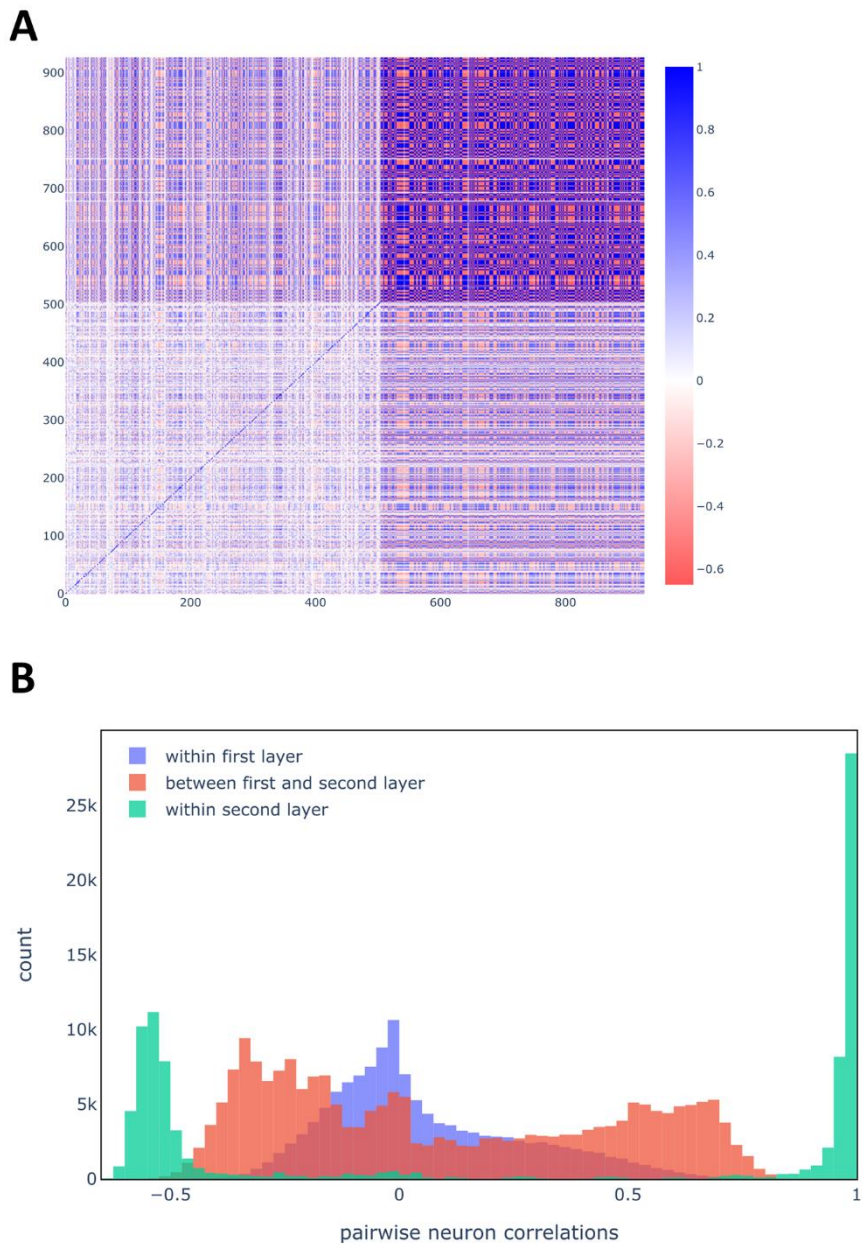 A
900
800
700
600
500
400
300
200
100
0
0 200 400 600 800
1
0.8
0.6
0.4
0.2
0
−0.2
−0.4
−0.6
B
within first layer
between first and second layer
within second layer
25k
20k
15k
10k
5k
0
count
−0.5 0 0.5 1
pairwise neuron correlations